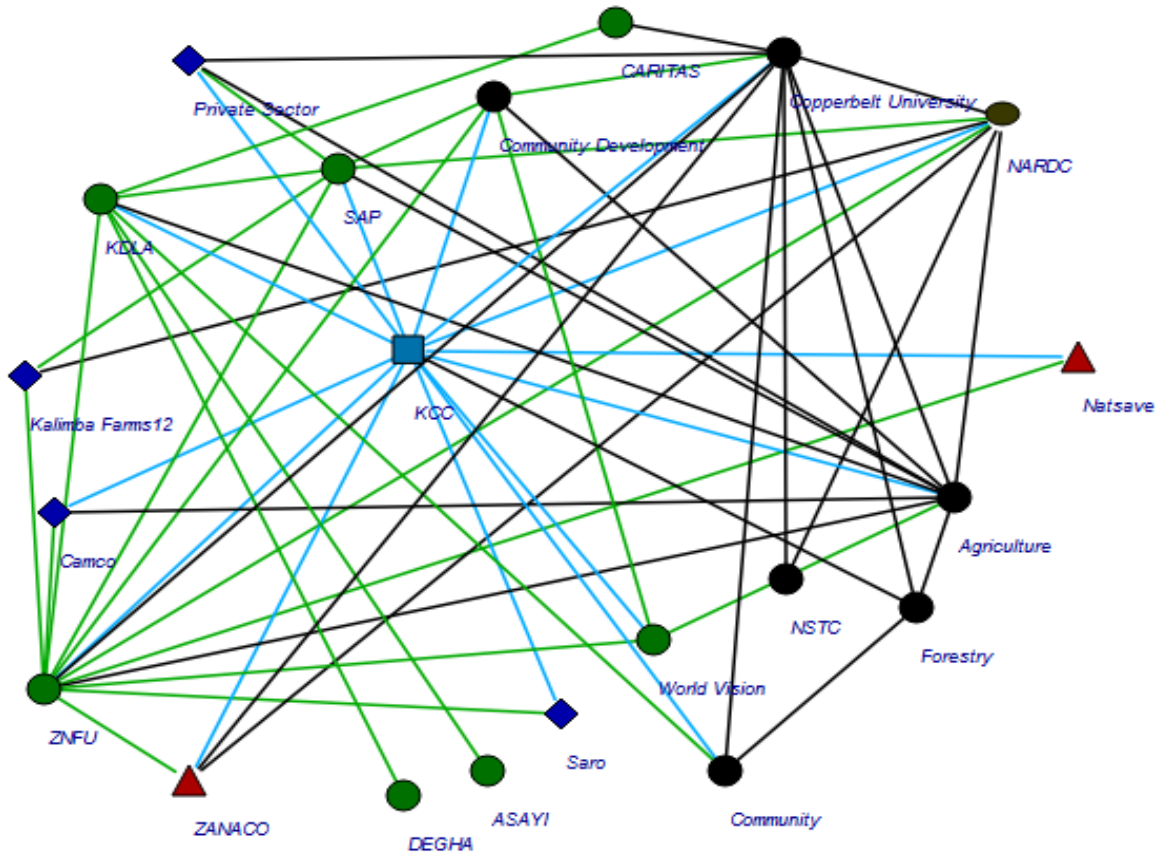 CARITAS
Private Sector
Copperbelt University
Community Development
NARDC
SAP
KDLA
Natsave
KCC
Kalimba Farms12
Agriculture
Camco
NSTC
Forestry
World Vision
ZNFU
Saro
Community
ASAYI
ZANACO
DEGHA